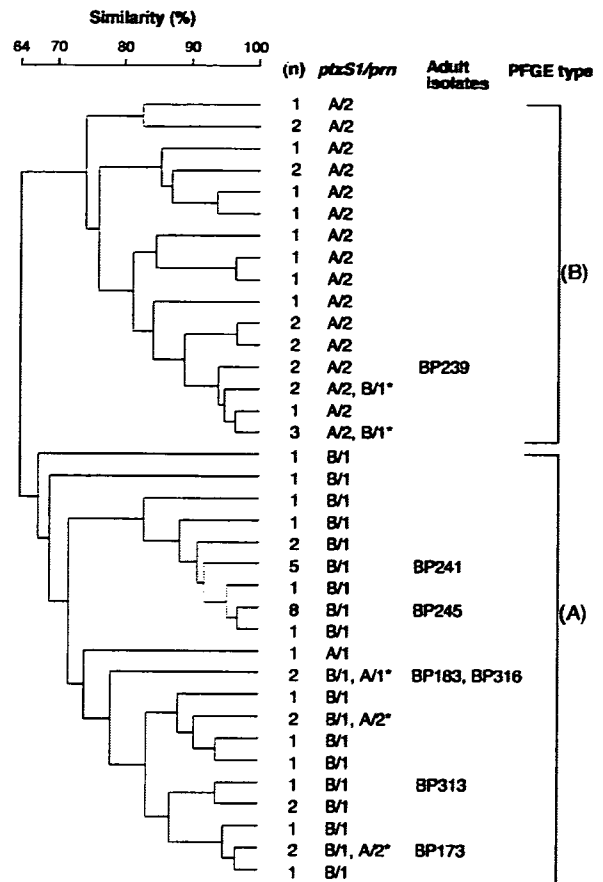 Similarity (%)
64 70 80 90 100
(n) ptxS1/prn Adult isolates PFGE type
1 A/2
2 A/2
1 A/2
2 A/2
1 A/2
1 A/2
1 A/2
1 A/2
1 A/2
1 A/2
2 A/2
2 A/2
2 A/2 BP239
2 A/2, B/1*
1 A/2
3 A/2, B/1*
(B)
1 B/1
1 B/1
1 B/1
1 B/1
2 B/1
5 B/1 BP241
1 B/1
8 B/1 BP245
1 B/1
(A)
1 A/1
2 B/1, A/1* BP183, BP316
1 B/1
2 B/1, A/2*
1 B/1
1 B/1
1 B/1 BP313
2 B/1
1 B/1
2 B/1, A/2* BP173
1 B/1